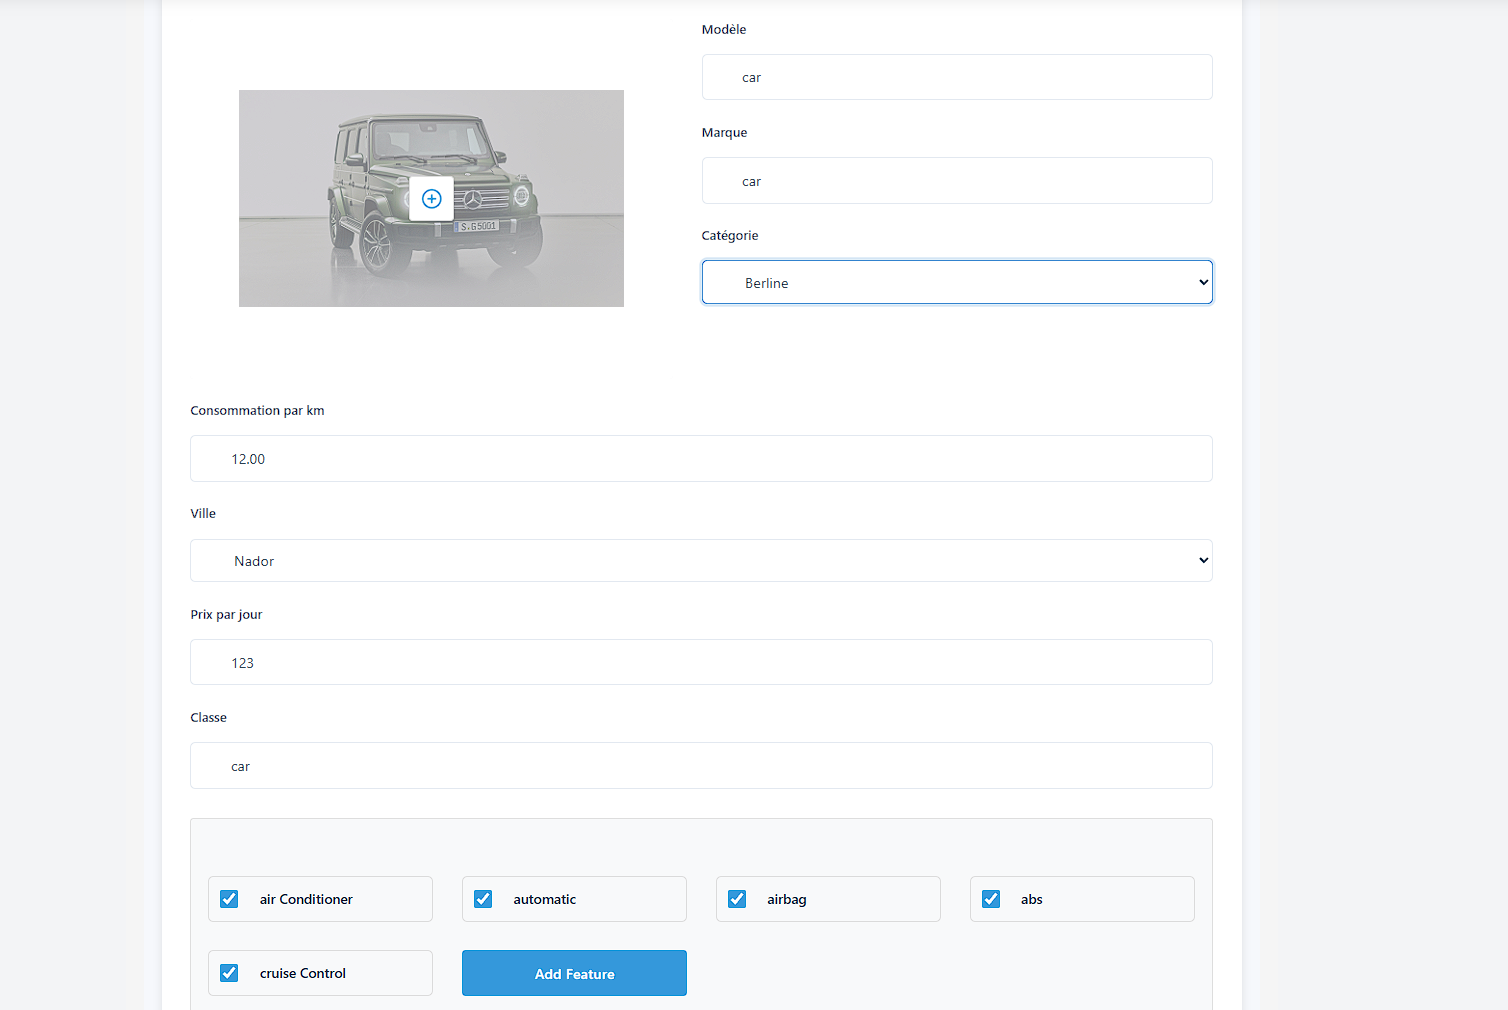 Modèle
car
Marque
car
Catégorie
Berline
S·G5001
Consommation par km
12.00
Ville
Nador
Prix par jour
123
Classe
car
air Conditioner
automatic
airbag
abs
cruise Control
Add Feature